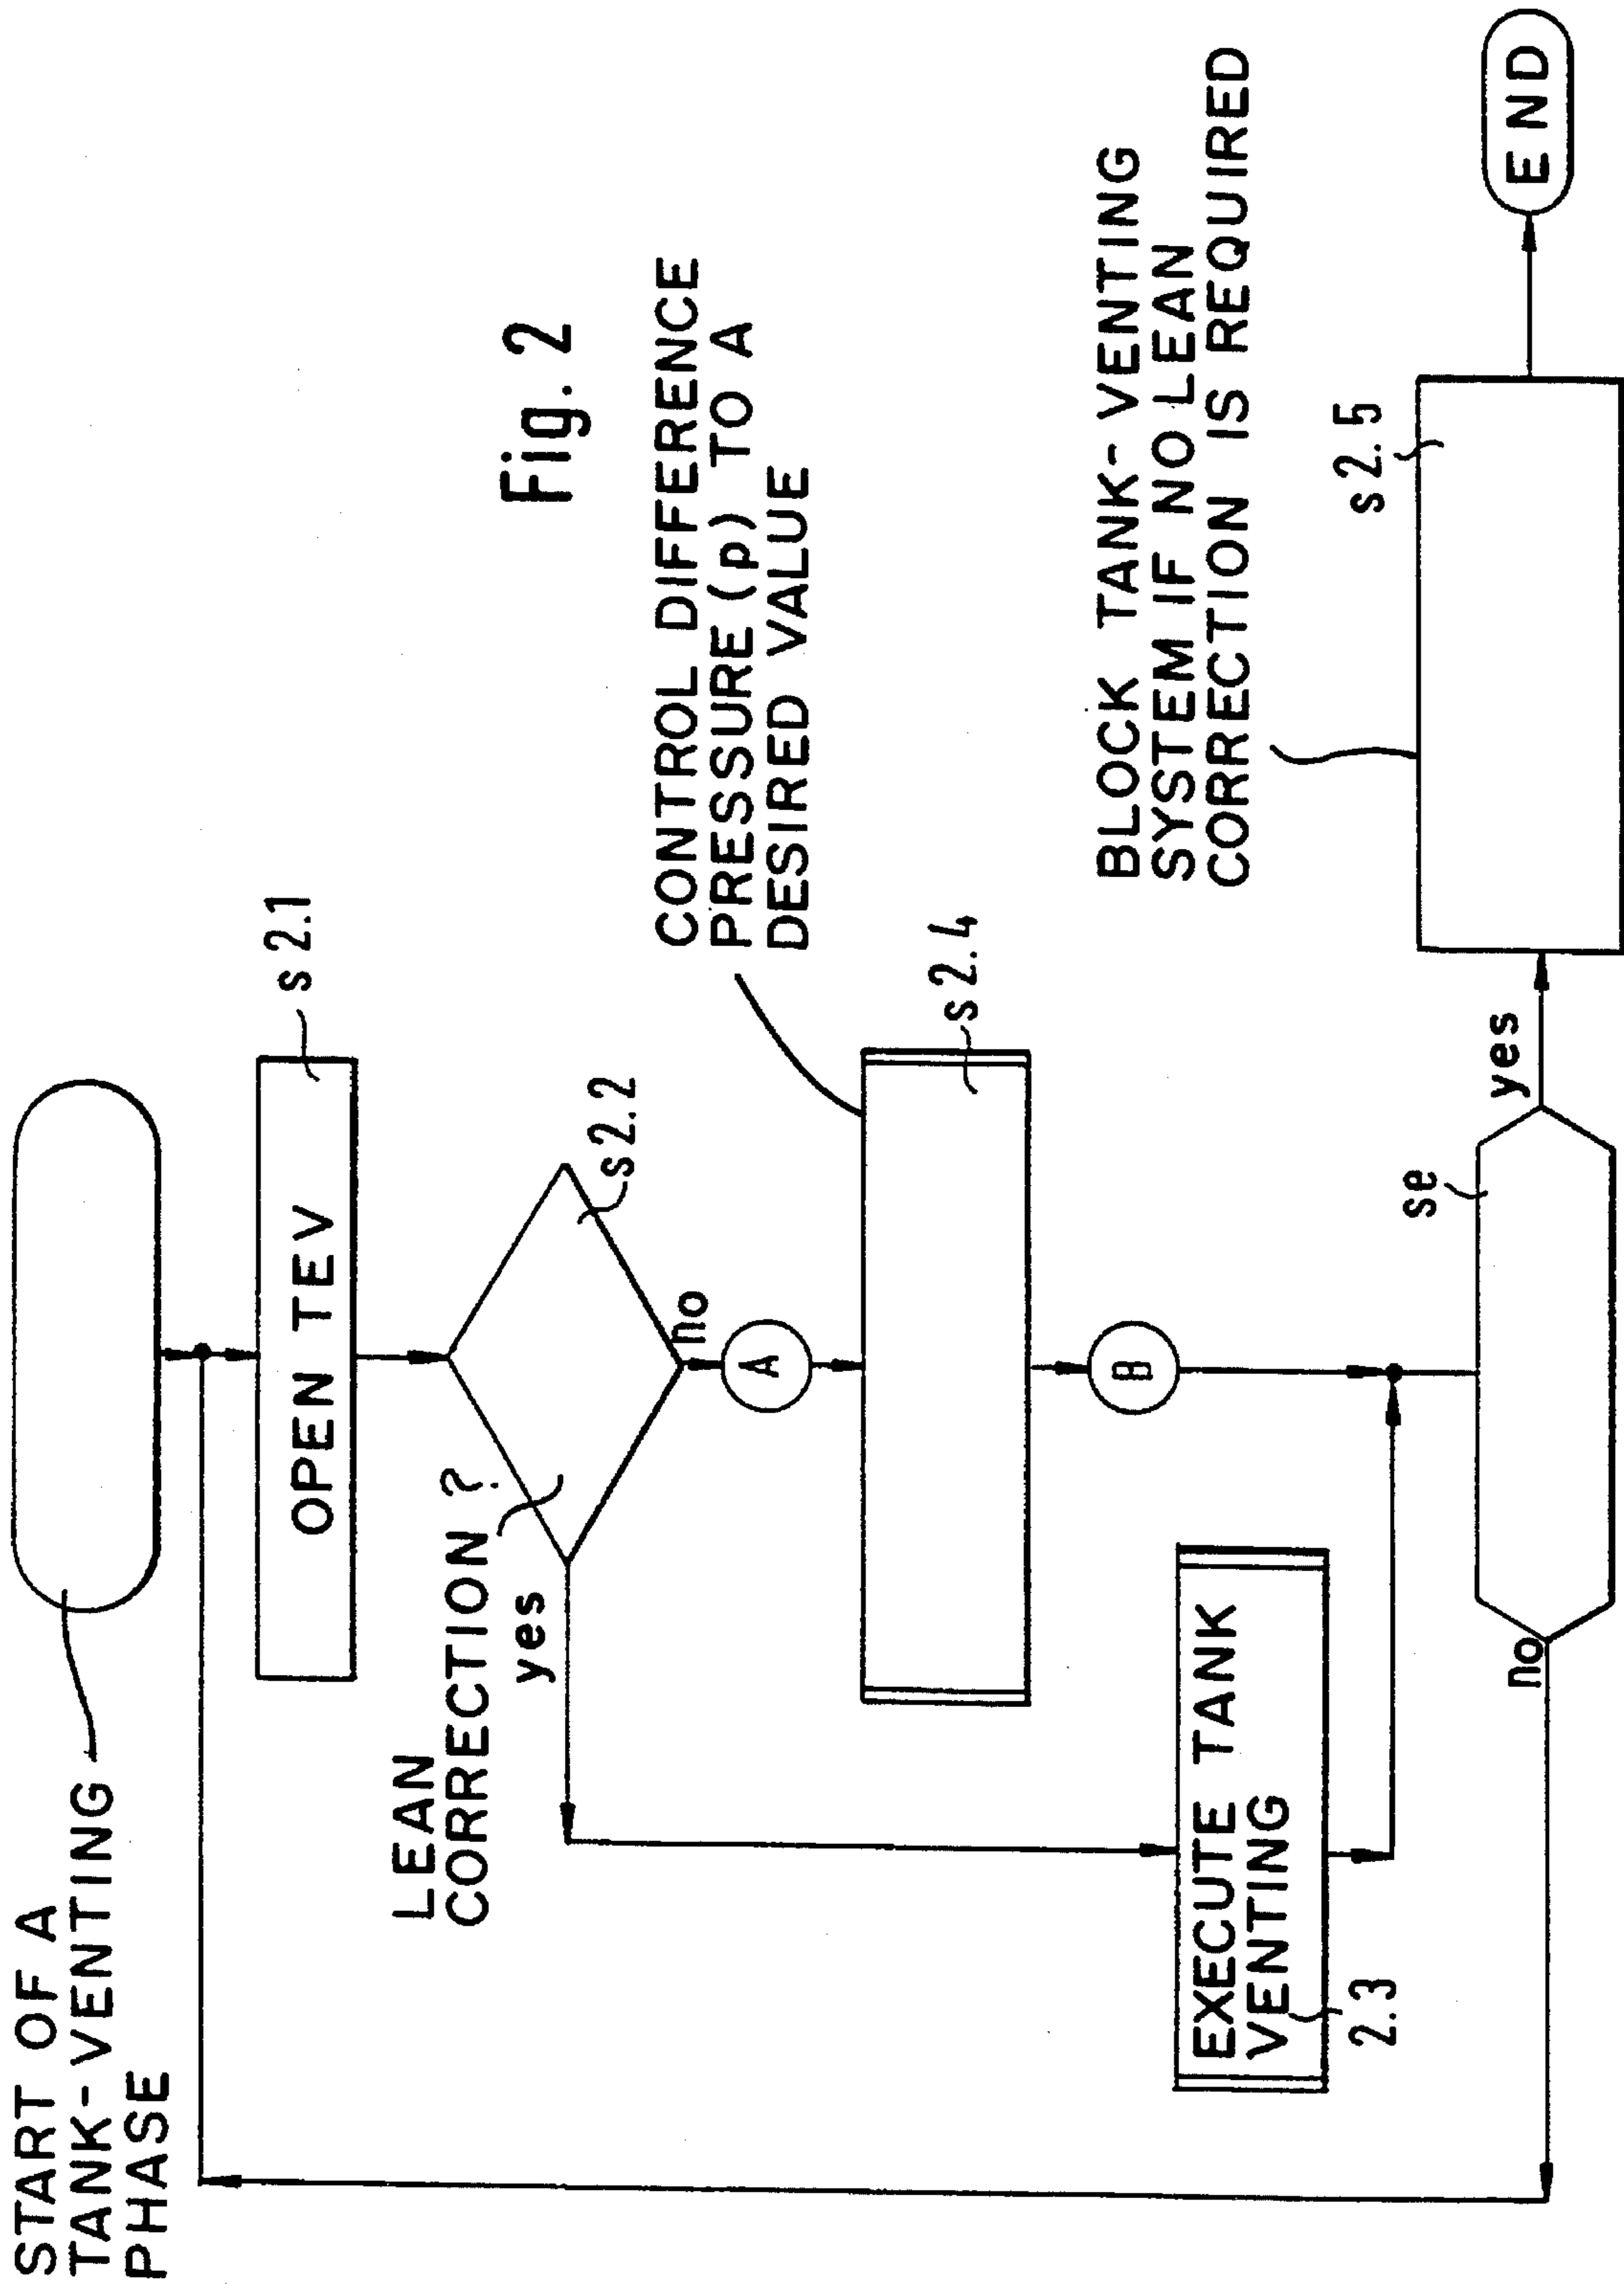 START OF A
TANK-VENTING
PHASE
OPEN TEV
s 2.1
LEAN
CORRECTION ?
s 2.2
yes
no
A
Fig. 2
CONTROL DIFFERENCE
PRESSURE (p) TO A
DESIRED VALUE
s 2.4
B
EXECUTE TANK
VENTING
2.3
se
no
yes
BLOCK TANK-VENTING
SYSTEM IF NO LEAN
CORRECTION IS REQUIRED
s 2.5
END